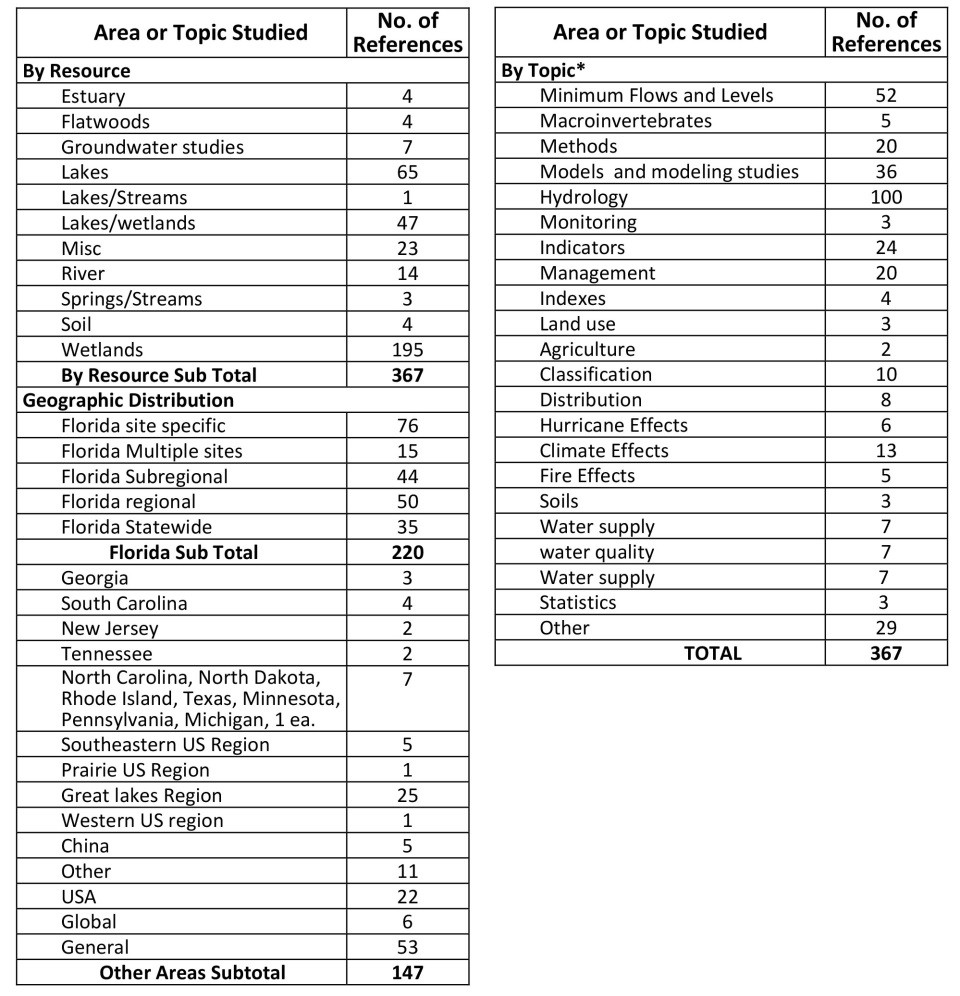 Area or Topic Studied No. of References
By Resource
Estuary 4
Flatwoods 4
Groundwater studies 7
Lakes 65
Lakes/Streams 1
Lakes/wetlands 47
Misc 23
River 14
Springs/Streams 3
Soil 4
Wetlands 195
By Resource Sub Total 367
Geographic Distribution
Florida site specific 76
Florida Multiple sites 15
Florida Subregional 44
Florida regional 50
Florida Statewide 35
Florida Sub Total 220
Georgia 3
South Carolina 4
New Jersey 2
Tennessee 2
North Carolina, North Dakota, 7
Rhode Island, Texas, Minnesota,
Pennsylvania, Michigan, 1 ea.
Southeastern US Region 5
Prairie US Region 1
Great lakes Region 25
Western US region 1
China 5
Other 11
USA 22
Global 6
General 53
Other Areas Subtotal 147
Area or Topic Studied No. of References
By Topic*
Minimum Flows and Levels 52
Macroinvertebrates 5
Methods 20
Models and modeling studies 36
Hydrology 100
Monitoring 3
Indicators 24
Management 20
Indexes 4
Land use 3
Agriculture 2
Classification 10
Distribution 8
Hurricane Effects 6
Climate Effects 13
Fire Effects 5
Soils 3
Water supply 7
water quality 7
Water supply 7
Statistics 3
Other 29
TOTAL 367